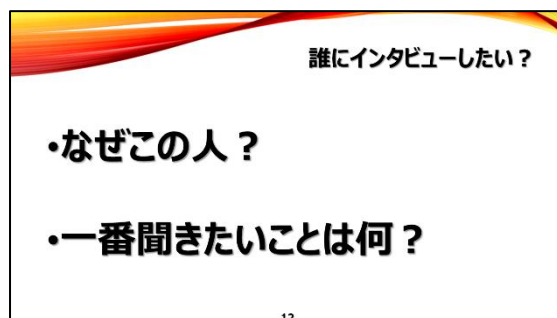 誰にインタビューしたい？
•なぜこの人？
•一番聞きたいことは何？
12